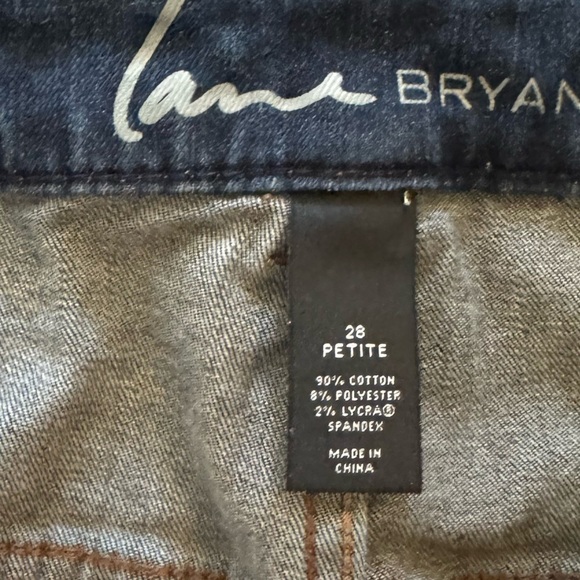 Lane BRYAN
28
PETITE
90% COTTON
8% POLYESTER
2% LYCRA®
SPANDEX
MADE IN
CHINA